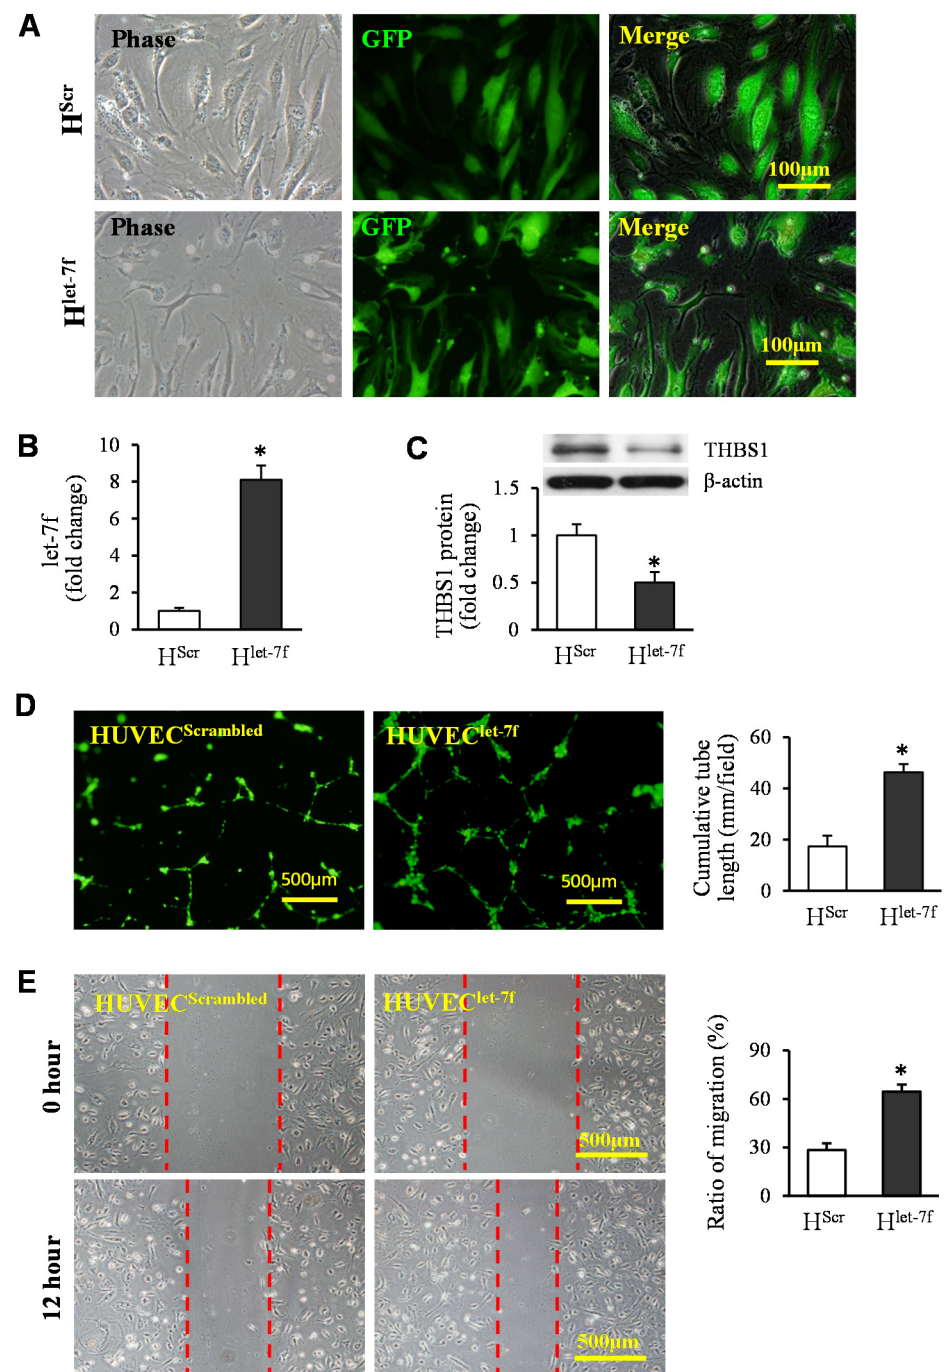 A
Phase
GFP
Merge
H^Scr
100μm
Phase
GFP
Merge
H^let-7f
100μm
B
let-7f
(fold change)
10
8
6
4
2
0
*
H^Scr
H^let-7f
C
THBS1
β-actin
THBS1 protein
(fold change)
1.5
1
0.5
0
*
H^Scr
H^let-7f
D
HUVEC^Scrambled
500μm
HUVEC^let-7f
500μm
Cumulative tube
length (mm/field)
60
40
20
0
*
H^Scr
H^let-7f
E
0 hour
HUVEC^Scrambled
HUVEC^let-7f
500μm
12 hour
500μm
Ratio of migration (%)
90
60
30
0
*
H^Scr
H^let-7f